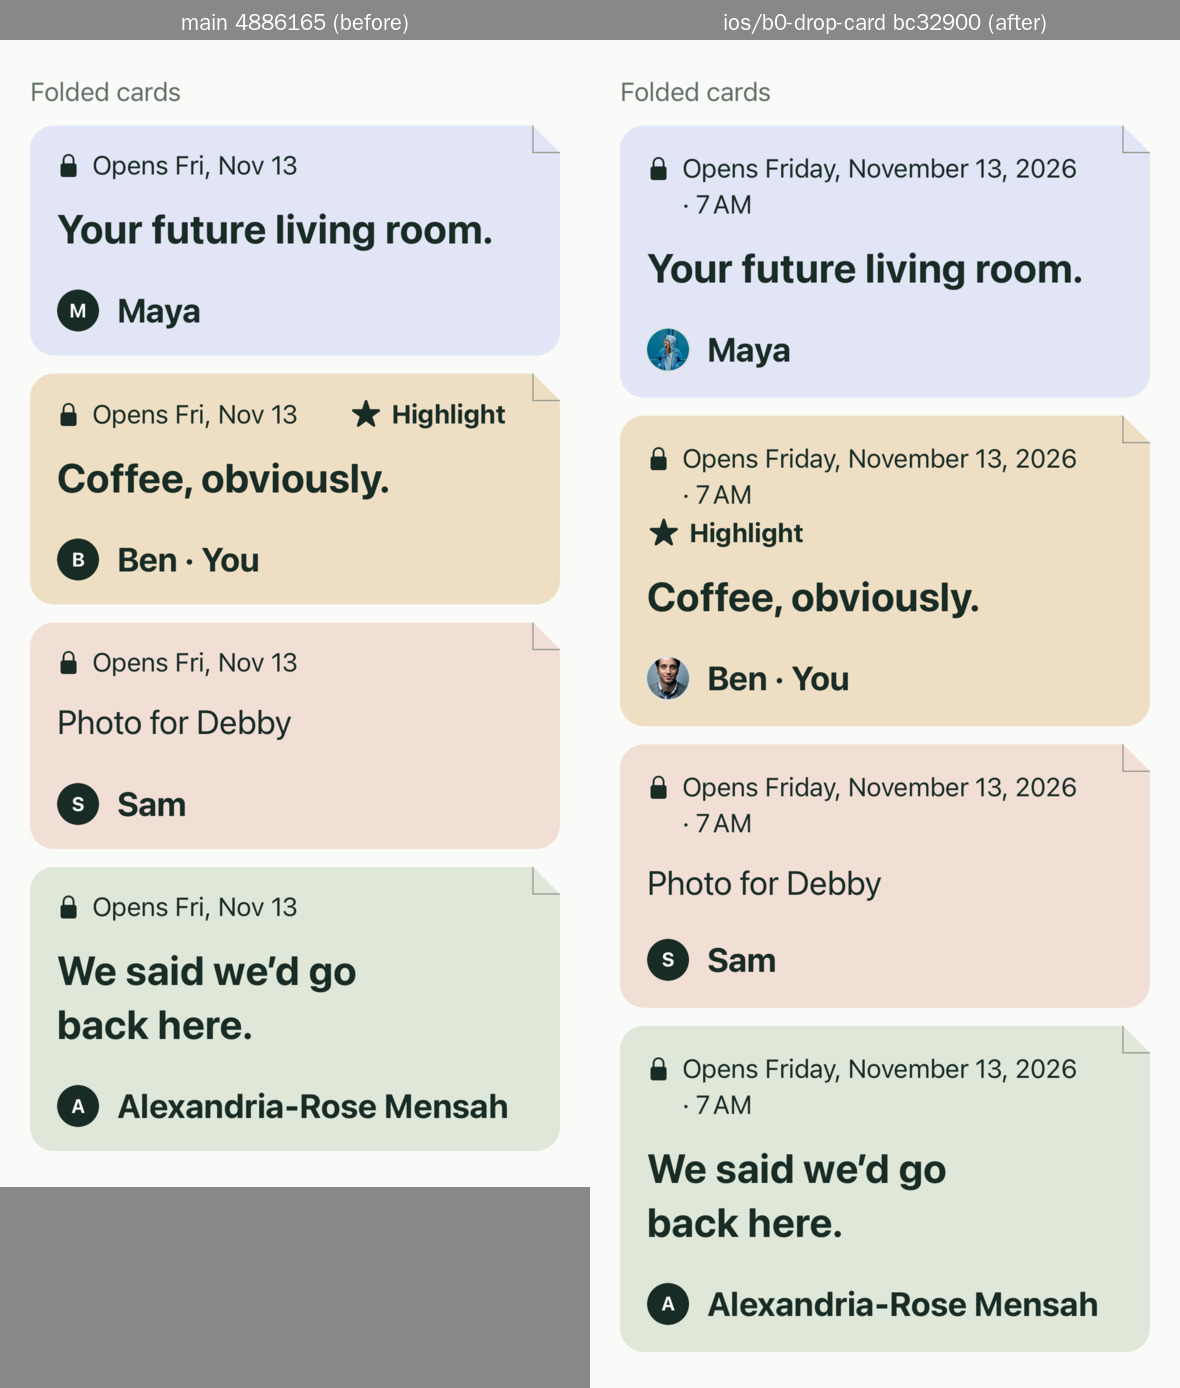 main 4886165 (before)
Folded cards
Opens Fri, Nov 13
Your future living room.
M Maya
Opens Fri, Nov 13 Highlight
Coffee, obviously.
B Ben · You
Opens Fri, Nov 13
Photo for Debby
S Sam
Opens Fri, Nov 13
We said we’d go
back here.
A Alexandria-Rose Mensah
ios/b0-drop-card bc32900 (after)
Folded cards
Opens Friday, November 13, 2026
· 7 AM
Your future living room.
Maya
Opens Friday, November 13, 2026
· 7 AM
Highlight
Coffee, obviously.
Ben · You
Opens Friday, November 13, 2026
· 7 AM
Photo for Debby
S Sam
Opens Friday, November 13, 2026
· 7 AM
We said we’d go
back here.
A Alexandria-Rose Mensah